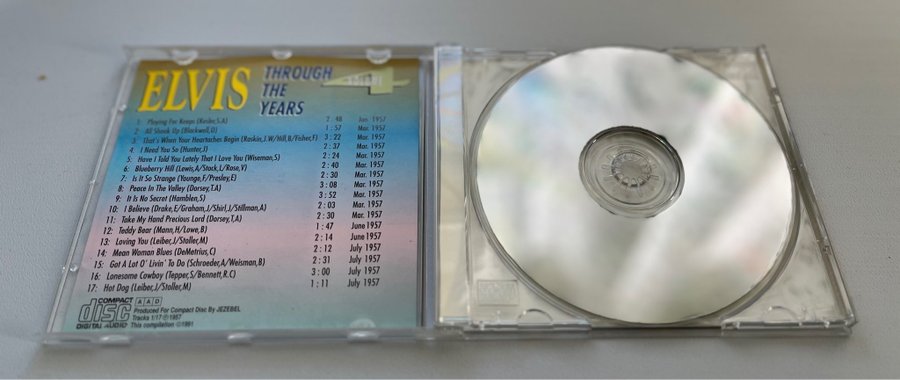 ELVIS THROUGH
THE
YEARS
1: Playing For Keeps (Kesler,S.A) 2:48 Jan. 1957
2: All Shook Up (Blackwell,O) 1:57 Mar. 1957
3: That's When Your Heartaches Begin (Raskin,J.W/Hill,B/Fisher,F) 3:22 Mar. 1957
4: I Need You So (Hunter,J) 2:37 Mar. 1957
5: Have I Told You Lately That I Love You (Wiseman,S) 2:24 Mar. 1957
6: Blueberry Hill (Lewis,A/Stock,L/Rose,V) 2:40 Mar. 1957
7: Is It So Strange (Younge,F/Presley,E) 2:30 Mar. 1957
8: Peace In The Valley (Dorsey,T.A) 3:08 Mar. 1957
9: It Is No Secret (Hamblen,S) 3:52 Mar. 1957
10: I Believe (Drake,E/Graham,J/Shirl,J/Stillman,A) 2:03 Mar. 1957
11: Take My Hand Precious Lord (Dorsey,T,A) 2:30 Mar. 1957
12: Teddy Bear (Mann,H/Lowe,B) 1:47 June 1957
13: Loving You (Leiber,J/Stoller,M) 2:14 June 1957
14: Mean Woman Blues (DeMetrius,C) 2:12 July 1957
15: Got A Lot O' Livin' To Do (Schroeder,A/Weisman,B) 2:31 July 1957
16: Lonesome Cowboy (Tepper,S/Bennett,R.C) 3:00 July 1957
17: Hot Dog (Leiber,J/Stoller,M) 1:11 July 1957
COMPACT
disc
DIGITAL AUDIO
AAD
Produced For Compact Disc By JEZEBEL
Tracks 1/17 ℗1957
This compilation ©1991